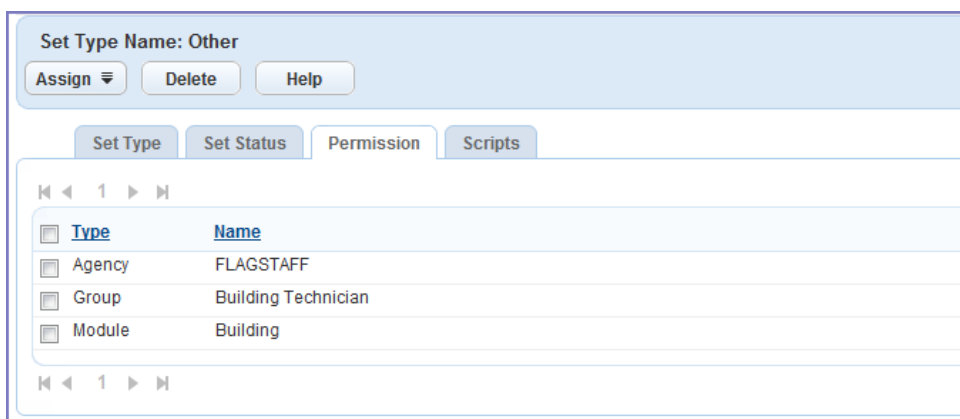 Set Type Name: Other
Assign Delete Help
Set Type Set Status Permission Scripts
1
Type Name
Agency FLAGSTAFF
Group Building Technician
Module Building
1